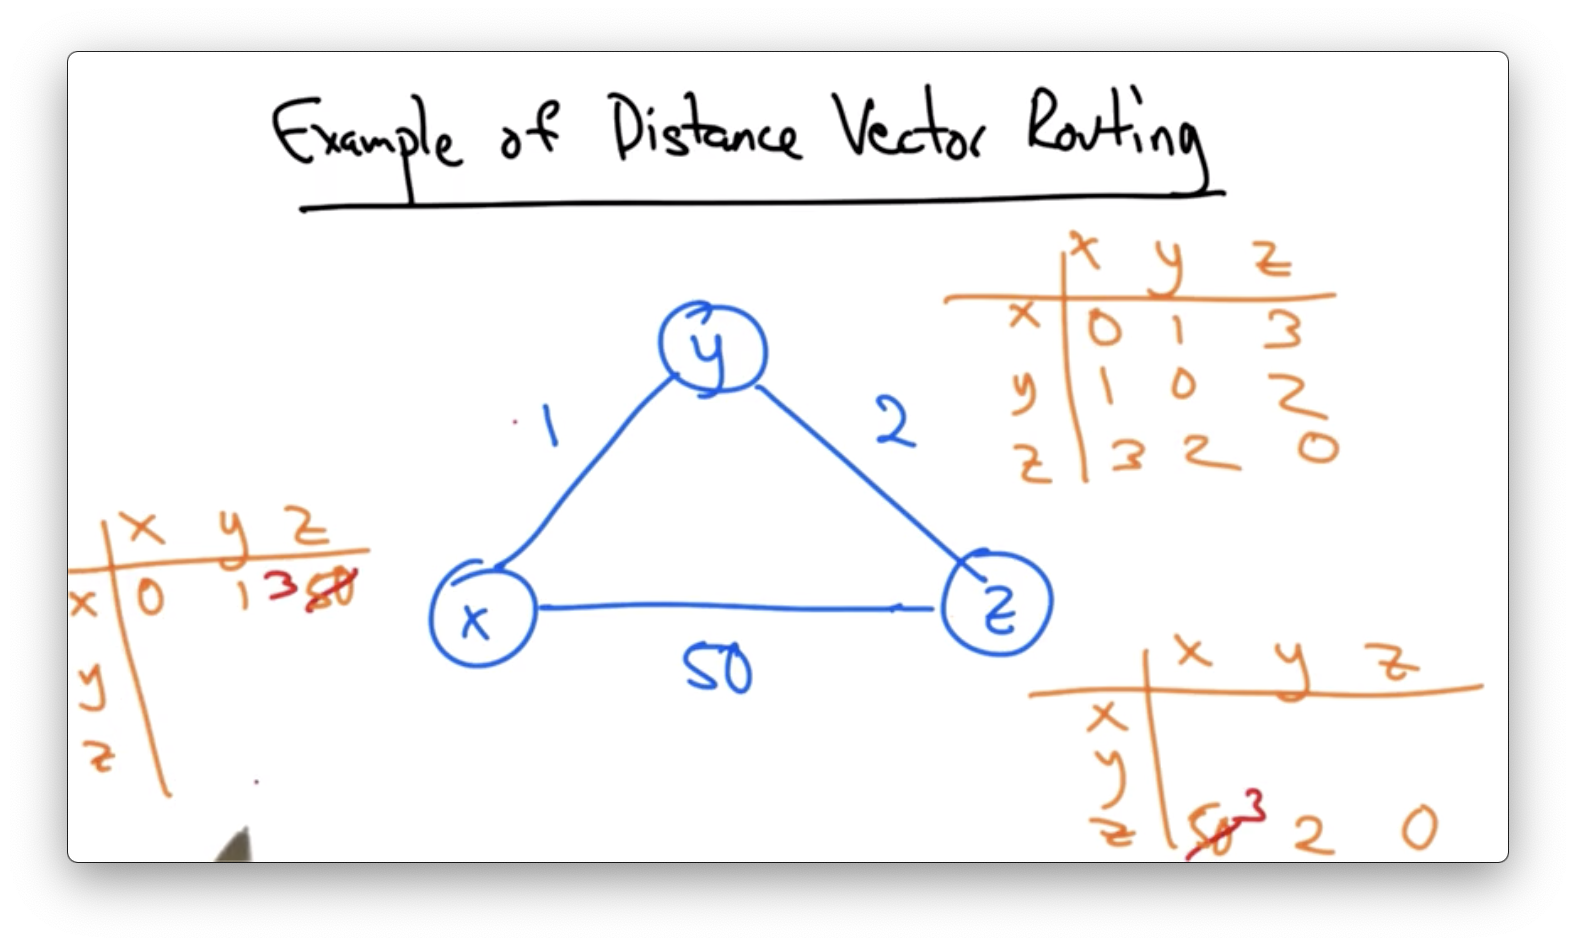 Example of Distance Vector Routing
x y z
x 0 1 3
y 1 0 2
z 3 2 0
y
1
2
x y z
x 0 1 3 50
y
z
x
z
50
x y z
x
y
z 50 3 2 0